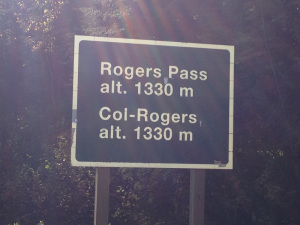 Rogers Pass
alt. 1330 m
Col-Rogers
alt. 1330 m